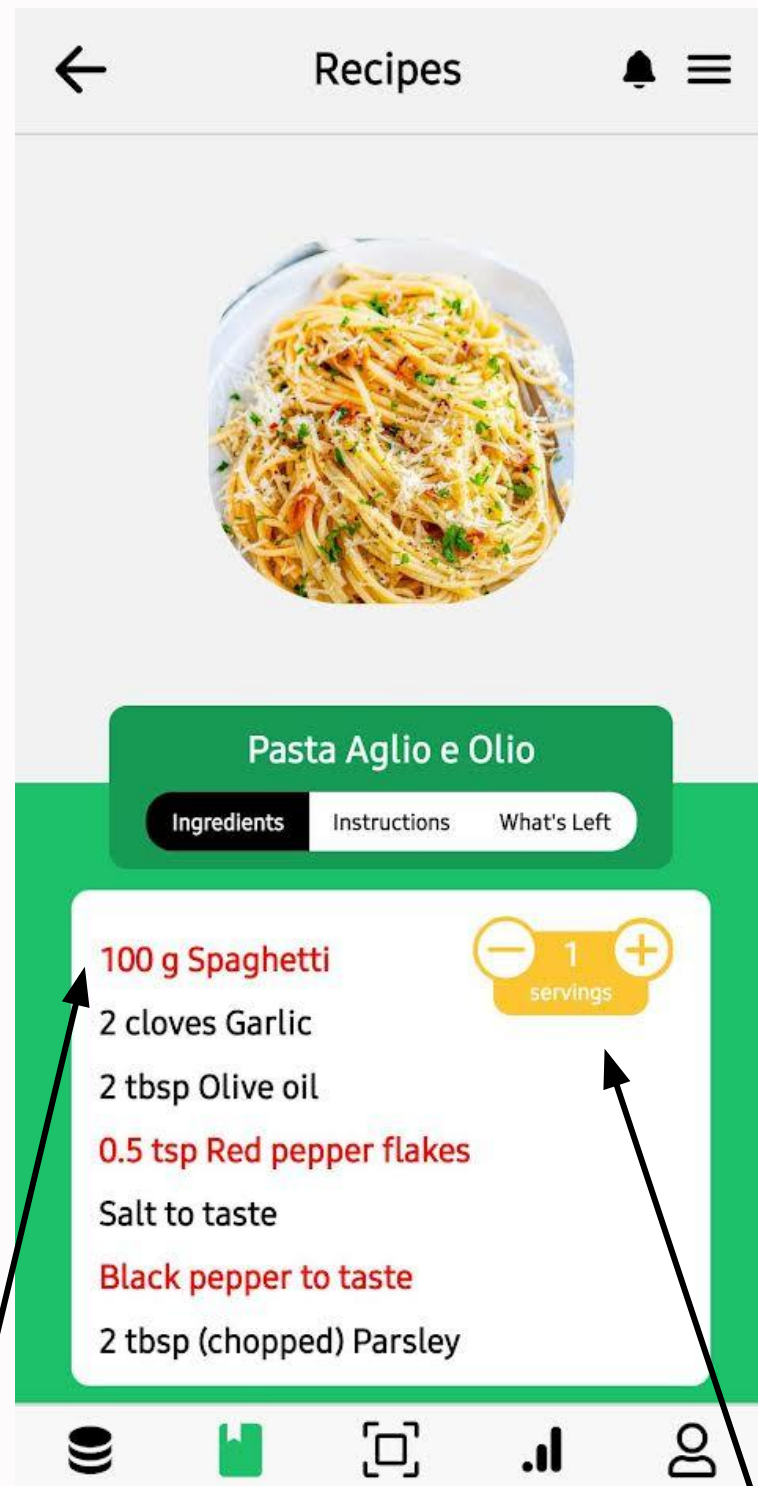 Recipes
Pasta Aglio e Olio
Ingredients Instructions What's Left
100 g Spaghetti
1
servings
2 cloves Garlic
2 tbsp Olive oil
0.5 tsp Red pepper flakes
Salt to taste
Black pepper to taste
2 tbsp (chopped) Parsley